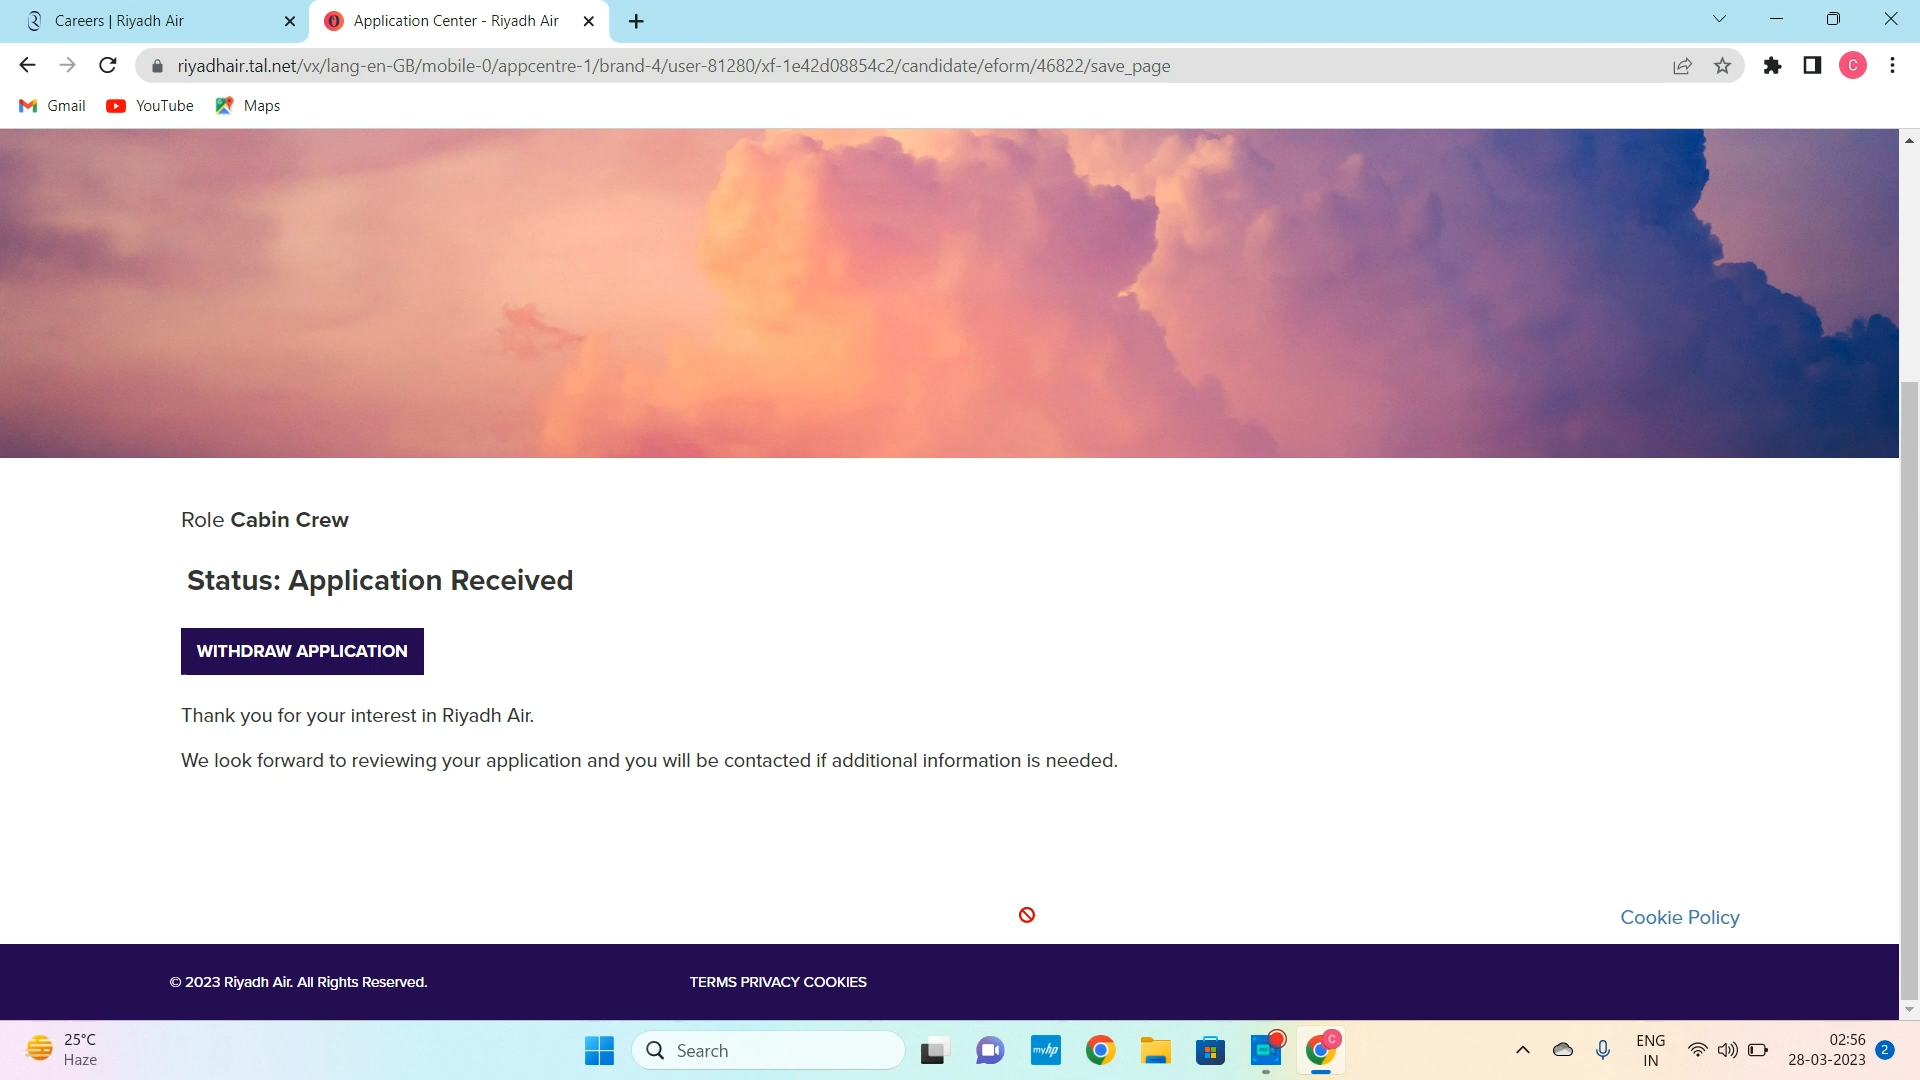 Careers | Riyadh Air
Application Center - Riyadh Air
riyadhair.tal.net/vx/lang-en-GB/mobile-0/appcentre-1/brand-4/user-81280/xf-1e42d08854c2/candidate/eform/46822/save_page
C
Gmail
YouTube
Maps
Role Cabin Crew
Status: Application Received
WITHDRAW APPLICATION
Thank you for your interest in Riyadh Air.
We look forward to reviewing your application and you will be contacted if additional information is needed.
Cookie Policy
© 2023 Riyadh Air. All Rights Reserved.
TERMS PRIVACY COOKIES
25°C
Haze
Search
myhp
C
ENG
IN
02:56
28-03-2023
2